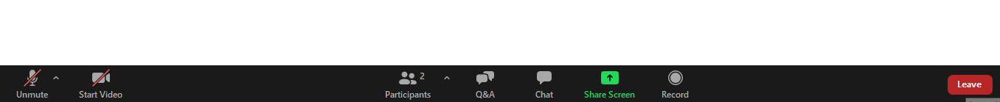 2
Unmute
Start Video
Participants
Q&A
Chat
Share Screen
Record
Leave